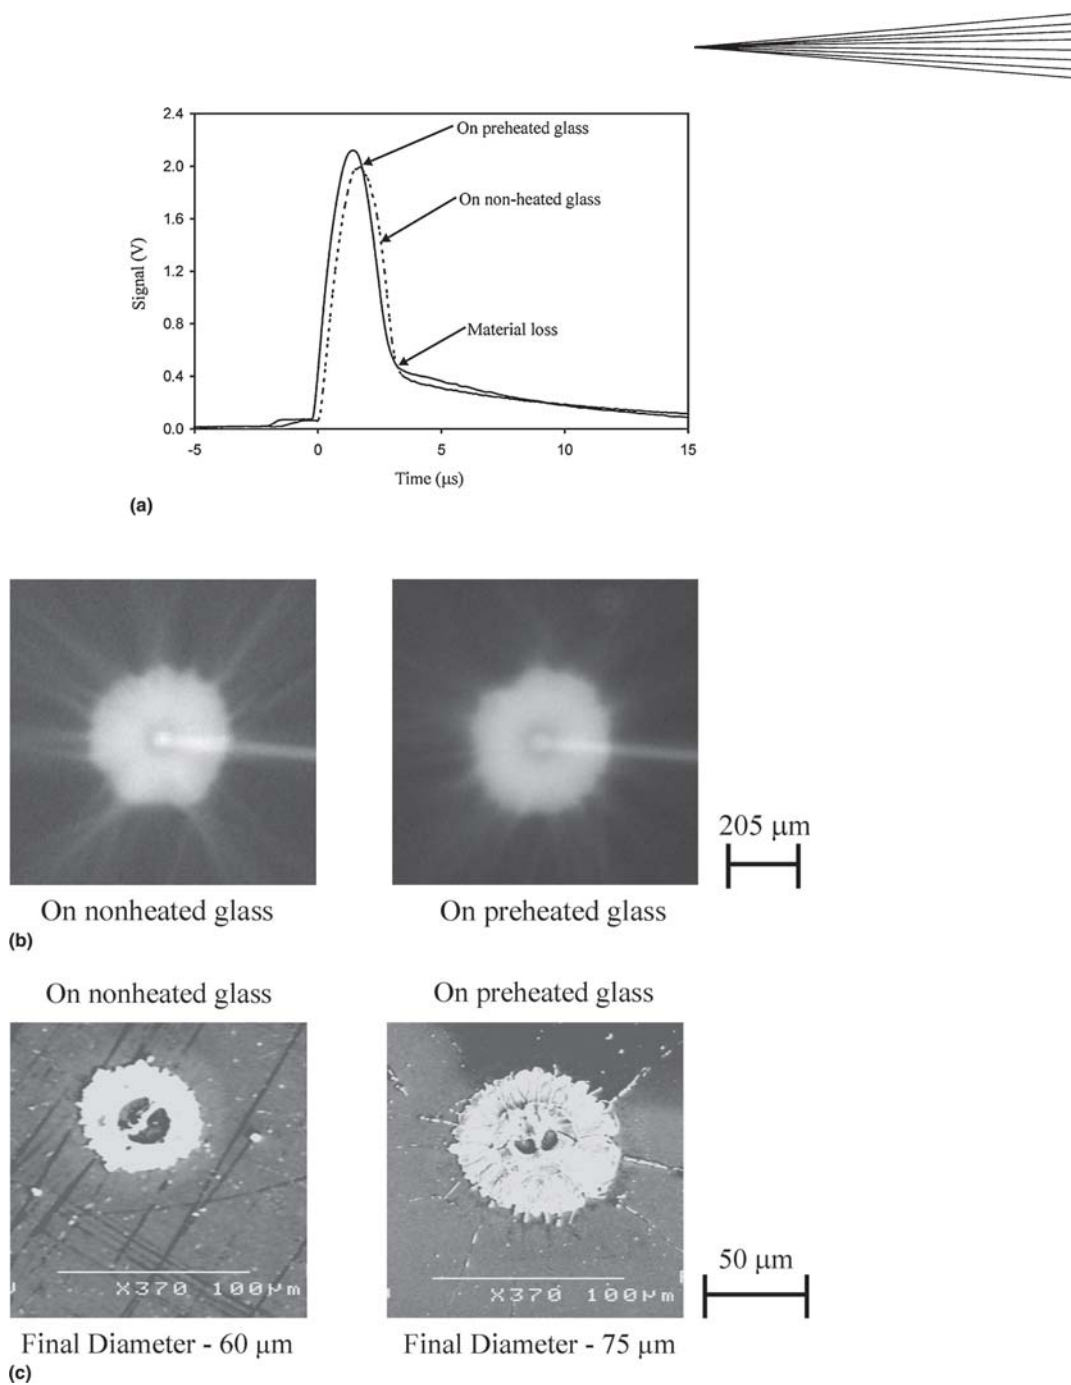 2.4
On preheated glass
2.0
On non-heated glass
1.6
Signal (V)
1.2
0.8
Material loss
0.4
0.0
-5 0 5 10 15
Time (µs)
(a)
205 µm
On nonheated glass On preheated glass
(b)
On nonheated glass On preheated glass
50 µm
X370 100µm X370 100µm
Final Diameter - 60 µm Final Diameter - 75 µm
(c)